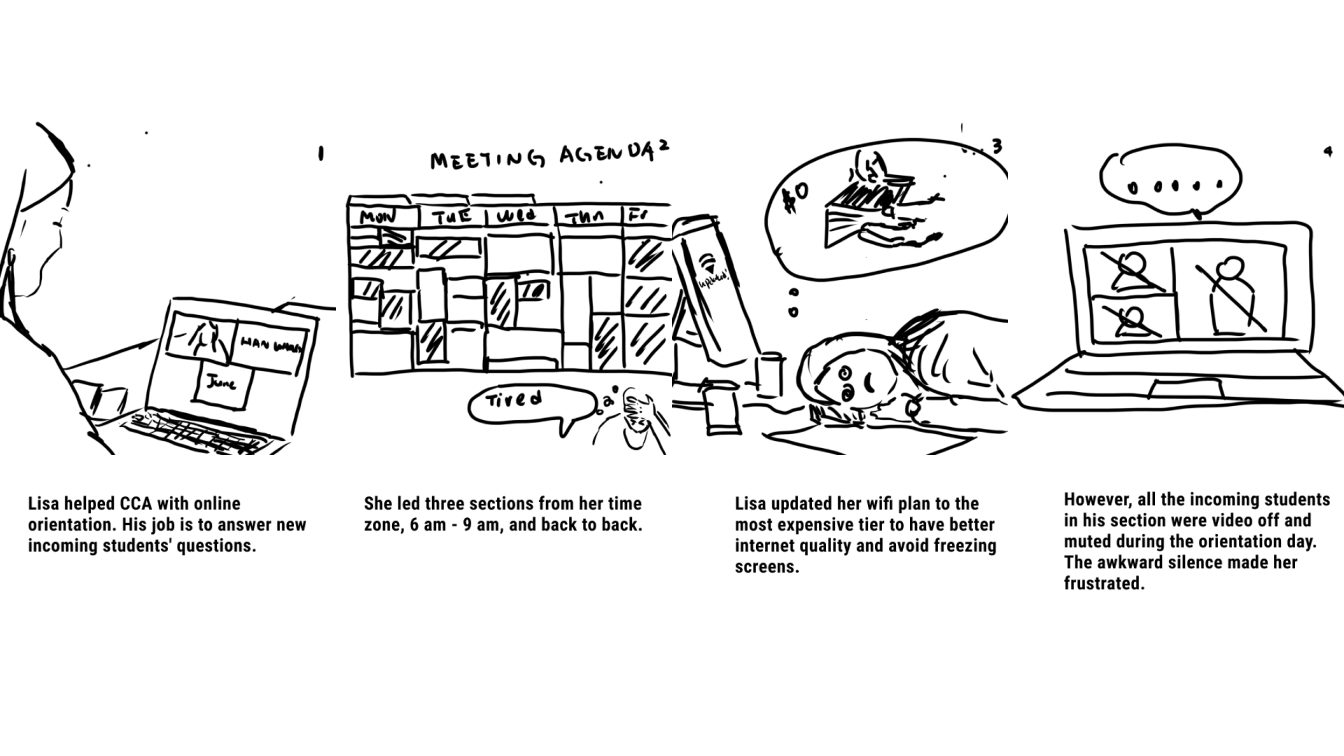 1
MEETING AGENDA 2
3
4
$0
MON TUE Wed Thu Fr
June
Tired
Lisa helped CCA with online
orientation. His job is to answer new
incoming students' questions.
She led three sections from her time
zone, 6 am - 9 am, and back to back.
Lisa updated her wifi plan to the
most expensive tier to have better
internet quality and avoid freezing
screens.
However, all the incoming students
in his section were video off and
muted during the orientation day.
The awkward silence made her
frustrated.